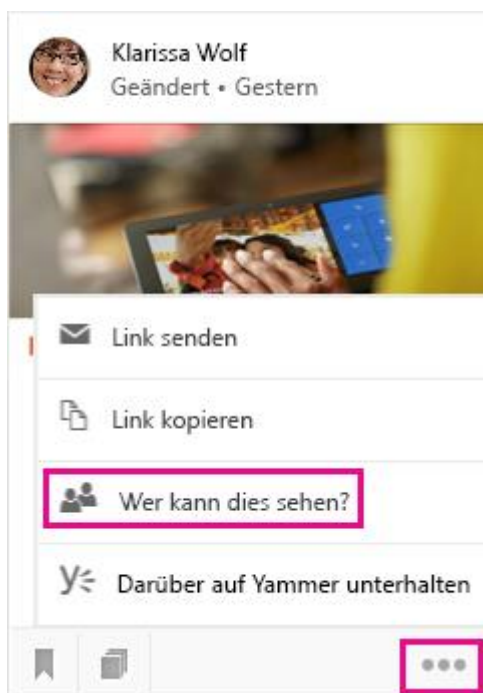 Klarissa Wolf
Geändert • Gestern
Link senden
Link kopieren
Wer kann dies sehen?
Darüber auf Yammer unterhalten